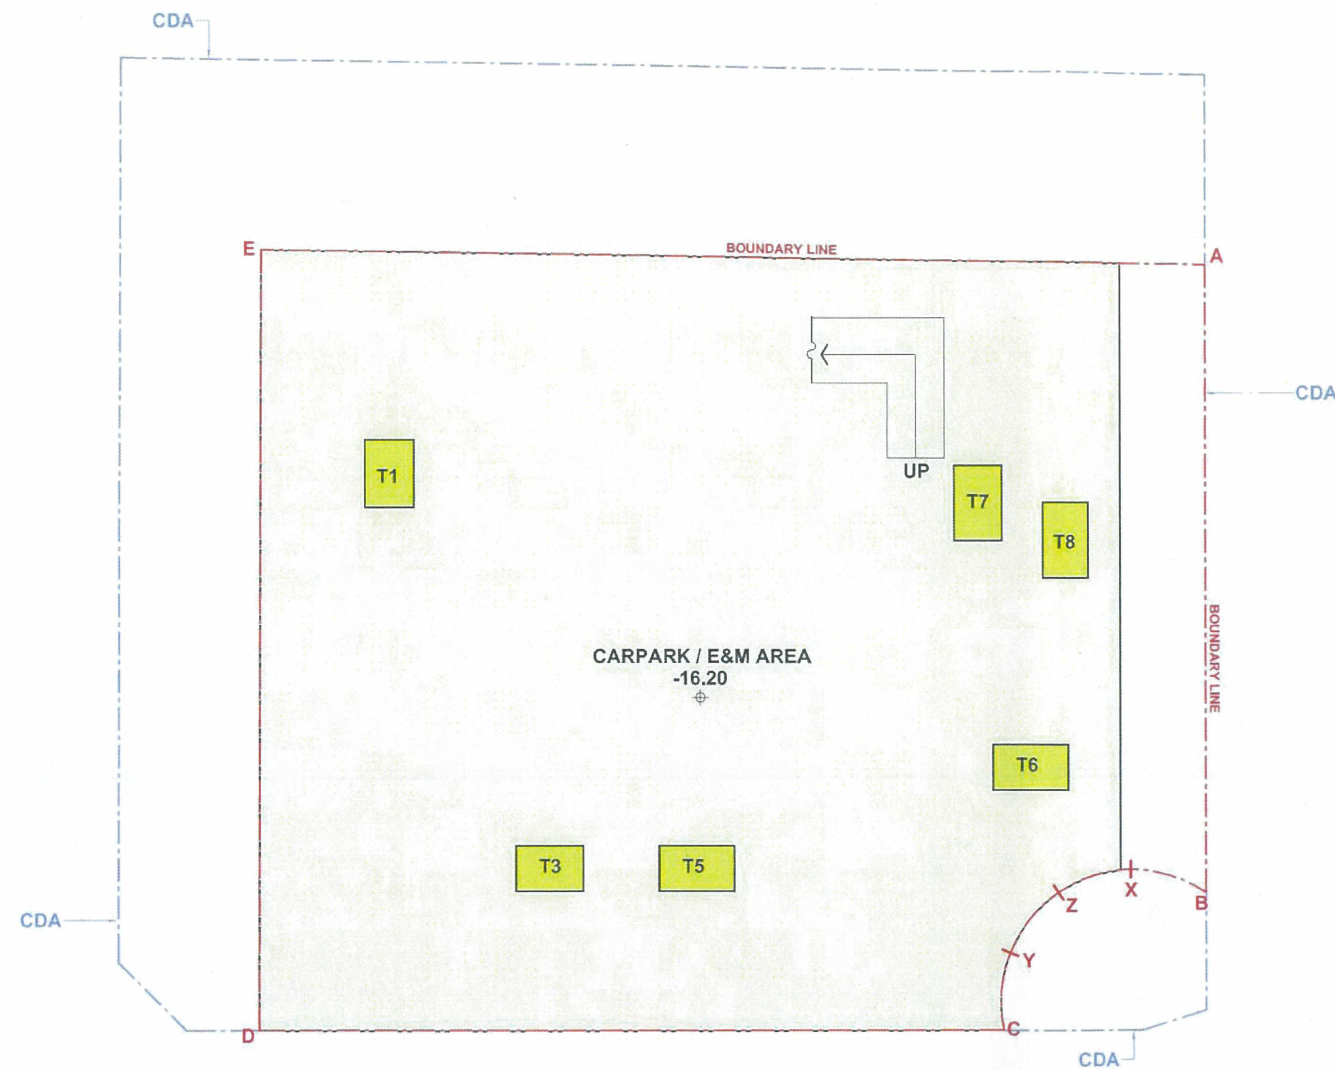 CDA
E
BOUNDARY LINE
A
CDA
UP
T1
T7
T8
BOUNDARY LINE
CARPARK / E&M AREA
-16.20
T6
T3
T5
X
B
Z
CDA
Y
D
C
CDA